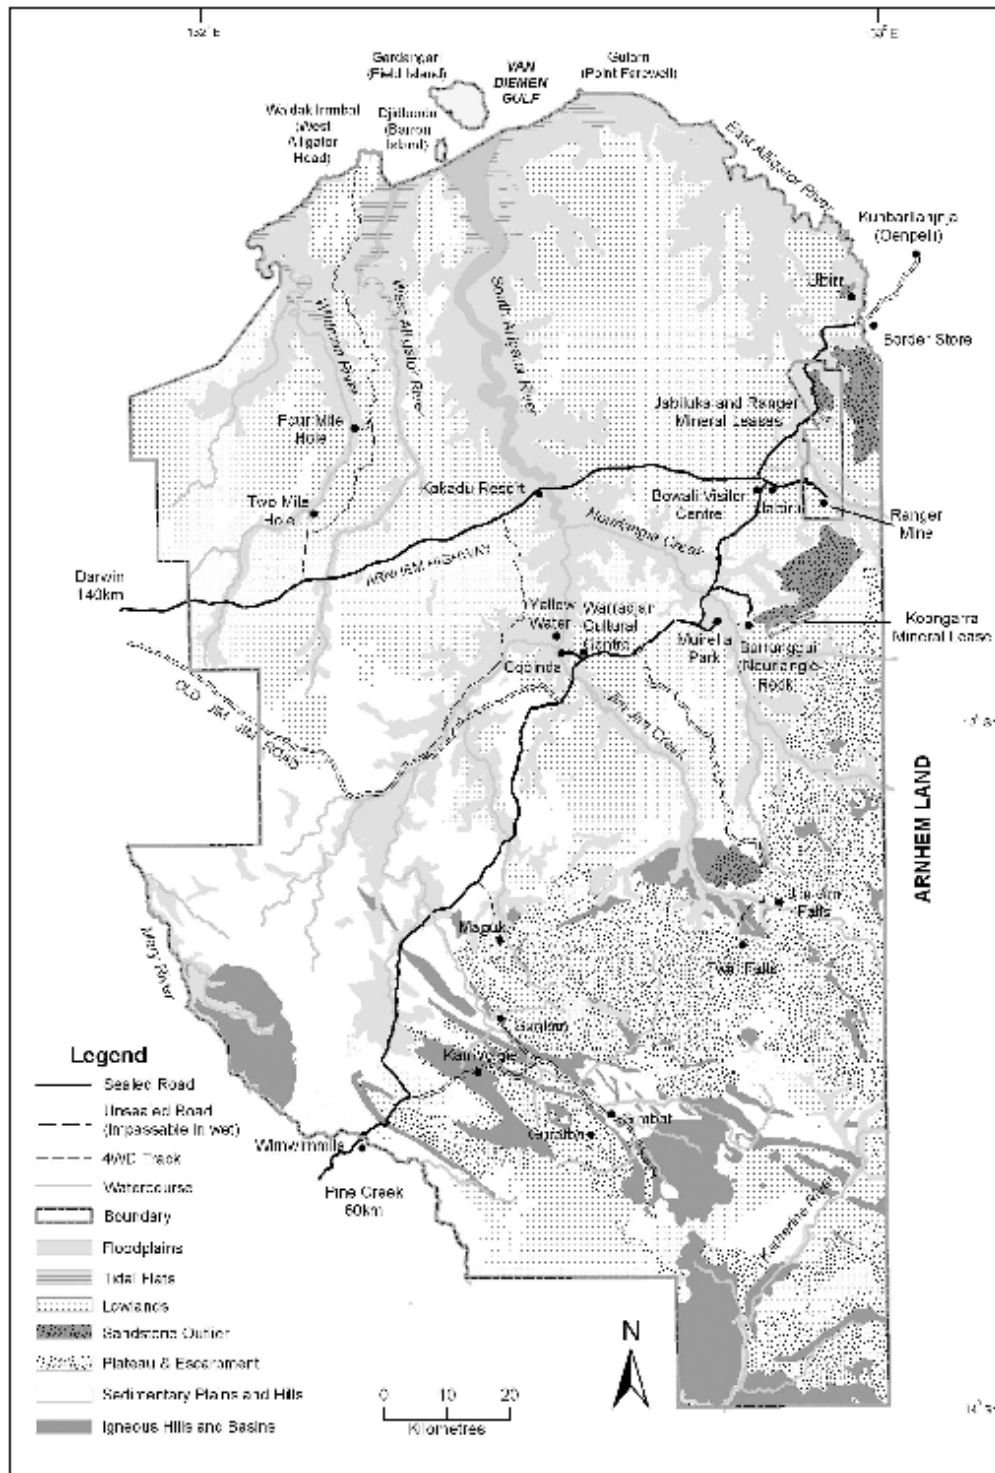 VAN
DIEMEN
GULF
Gulari
(Point Farewell)
(Field Island)
(West
Alligator
Head)
(Barron
Island)
East Alligator River
Kunbarllanjnja
(Oenpelli)
Ubirr
Border Store
Wildman River
West Alligator River
South Alligator River
Jabiluka and Ranger
Mineral Leases
Four Mile
Hole
Two Mile
Hole
Kakadu Resort
Bowali Visitor
Centre
Jabiru
Ranger
Mine
Nourlangie Creek
ARNHEM HIGHWAY
Darwin
140km
Yellow
Water
Warradjan
Cultural
Centre
Cooinda
Muirella
Park
Koongarra
Mineral Lease
(Nourlangie
Rock)
OLD JIM JIM ROAD
Jim Jim Creek
ARNHEM LAND
Jim Jim
Falls
Twin Falls
Maguk
Mary River
Gunlom
Kambolgie
Gimbat
Katherine River
Pine Creek
60km
Legend
Sealed Road
Unsealed Road
(Impassable in wet)
4WD Track
Watercourse
Boundary
Floodplains
Tidal Flats
Lowlands
Sandstone Outlier
Plateau & Escarpment
Sedimentary Plains and Hills
Igneous Hills and Basins
N
0 10 20
Kilometres